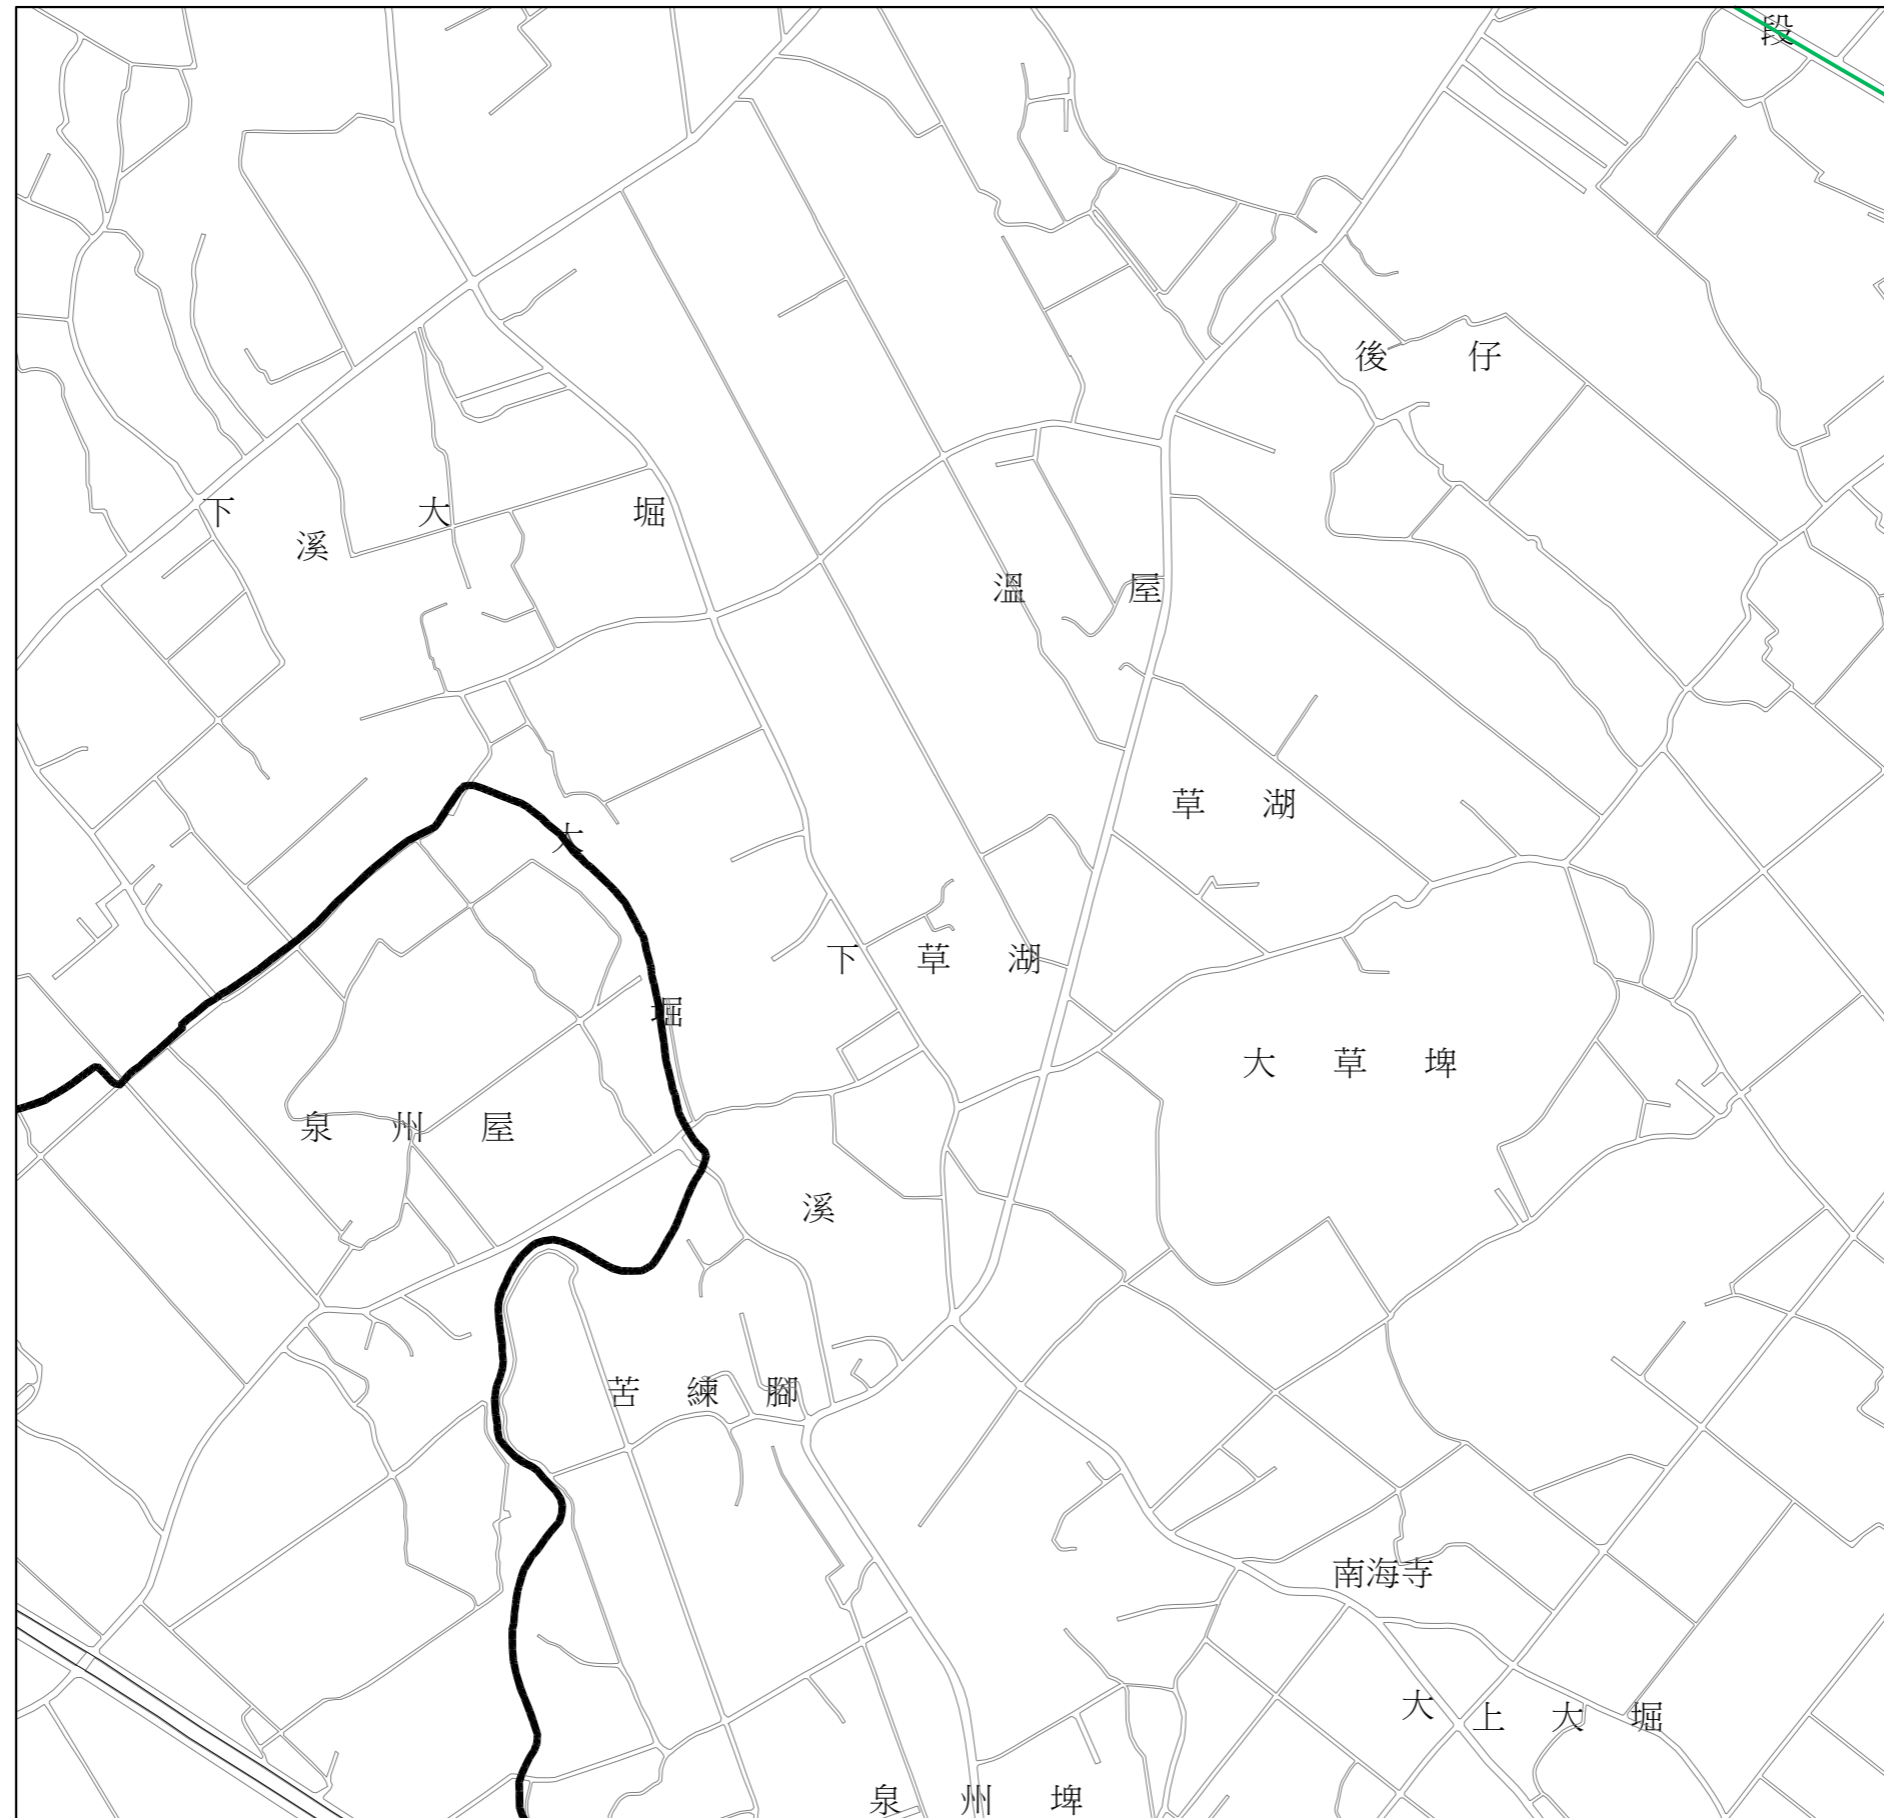 段
後仔
下大堀
溪
溫屋
草湖
大
下草湖
堀
大草埤
泉州屋
溪
苦練腳
南海寺
大
上大堀
泉州埤